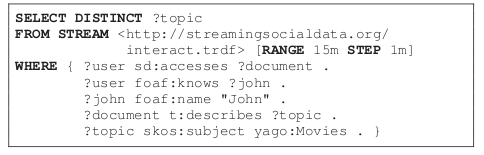 SELECT DISTINCT ?topic
FROM STREAM <http://streamingsocialdata.org/
interact.trdf> [RANGE 15m STEP 1m]
WHERE { ?user sd:accesses ?document .
?user foaf:knows ?john .
?john foaf:name "John" .
?document t:describes ?topic .
?topic skos:subject yago:Movies . }